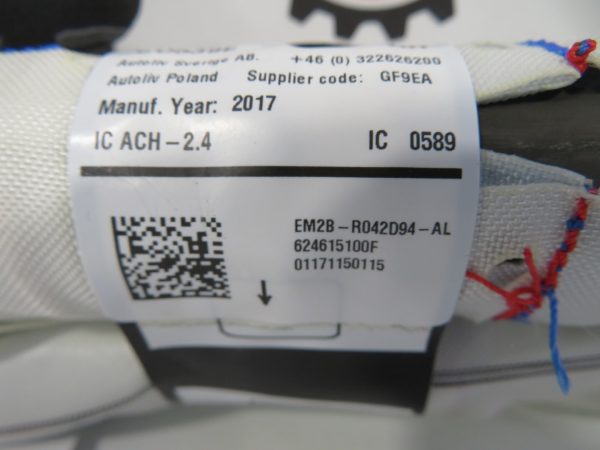 Autoliv Sverige AB. +46 (0) 322626200
Autoliv Poland Supplier code: GF9EA
Manuf. Year: 2017
IC ACH-2.4 IC 0589
EM2B-R042D94-AL
624615100F
01171150115